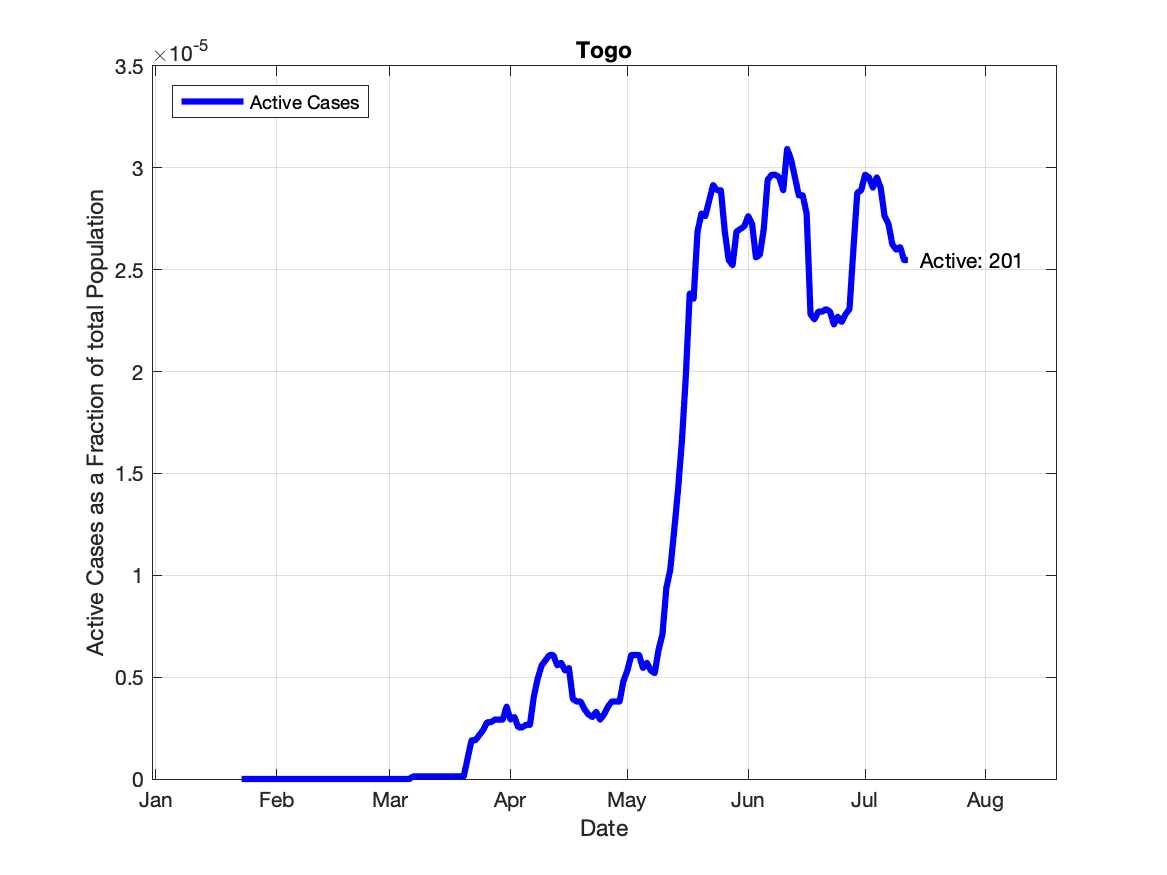 Togo
×10-5
3.5
3
2.5
2
1.5
1
0.5
0
Active Cases as a Fraction of total Population
Active Cases
Active: 201
Jan Feb Mar Apr May Jun Jul Aug
Date